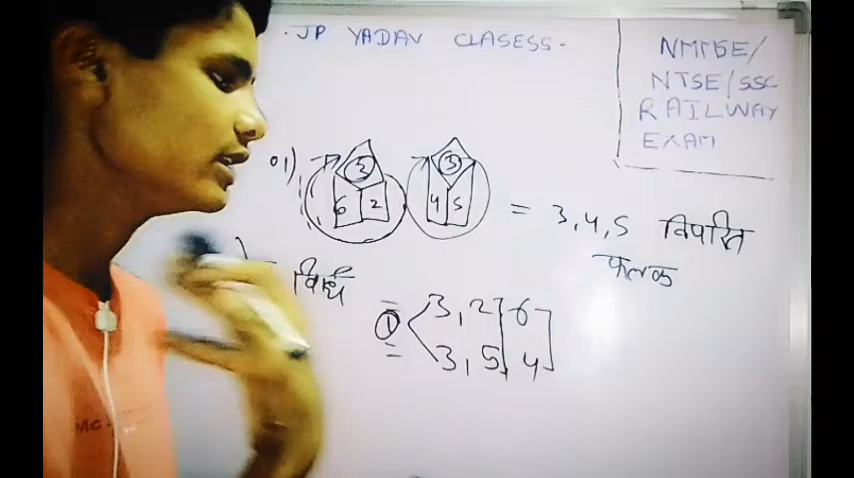 JP YADAV CLASESS.
NMMSE/
NTSE/SSC
RAILWAY
EXAM
01)
3
6 2
3
4 5
= 3,4,5 विपरित
फलक
विधि
① 3,2 6
3,5 4
MC